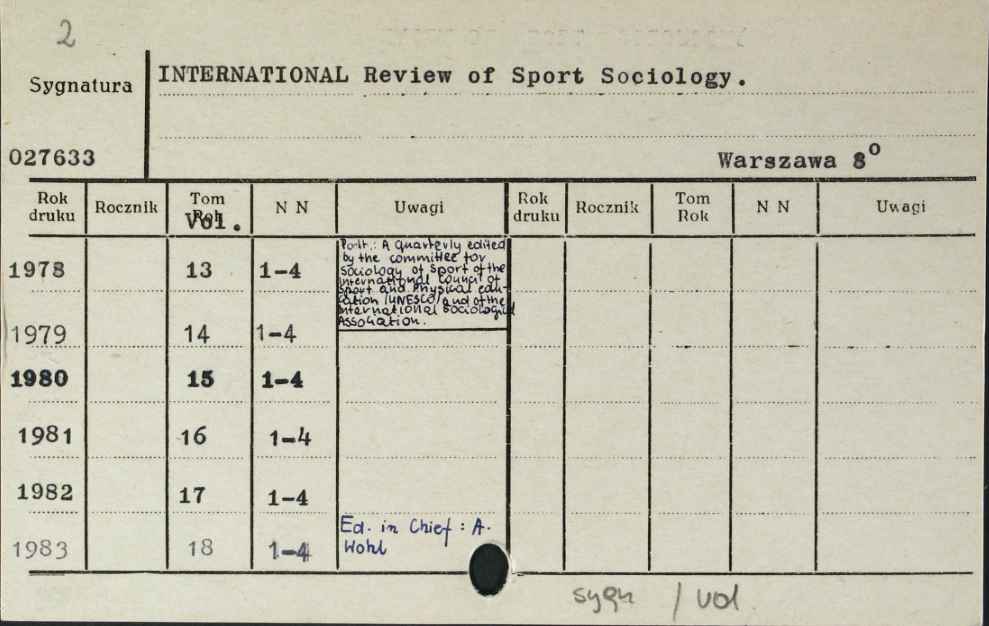 2
Sygnatura
INTERNATIONAL Review of Sport Sociology.
027633
Warszawa 8º
Rok druku Rocznik Tom Rok Vol. N N Uwagi Rok druku Rocznik Tom Rok N N Uwagi
1978 13 1-4
: A quarterly edited
by the committee for
sociology of sport of the
international council of
sport and Physical edu-
cation (UNESCO) and of the
international sociological
Association.
1979 14 1-4
1980 15 1-4
1981 16 1-4
1982 17 1-4
1983 18 1-4
Ed. in Chief : A.
Wohl
sygn / vol